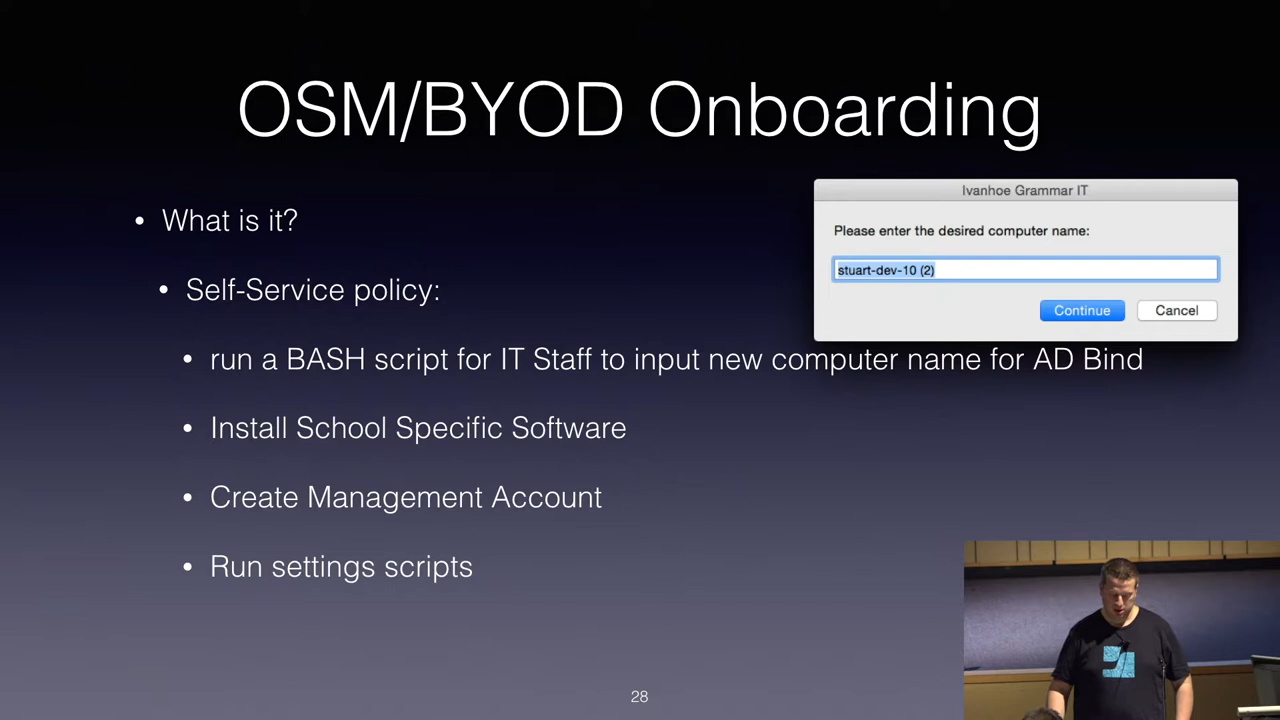 OSM/BYOD Onboarding
What is it?
Self-Service policy:
run a BASH script for IT Staff to input new computer name for AD Bind
Install School Specific Software
Create Management Account
Run settings scripts
Ivanhoe Grammar IT
Please enter the desired computer name:
stuart-dev-10 (2)
Continue Cancel
28